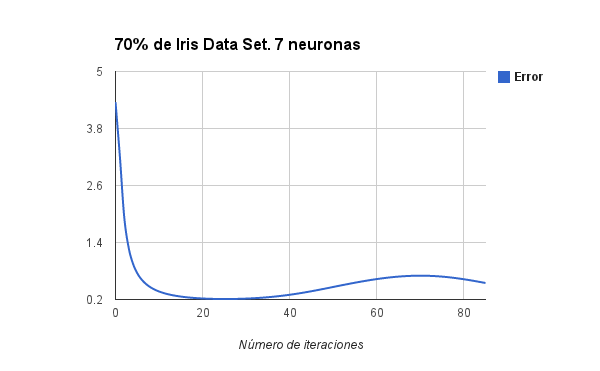 70% de Iris Data Set. 7 neuronas
5
Error
3.8
2.6
1.4
0.2
0 20 40 60 80
Número de iteraciones